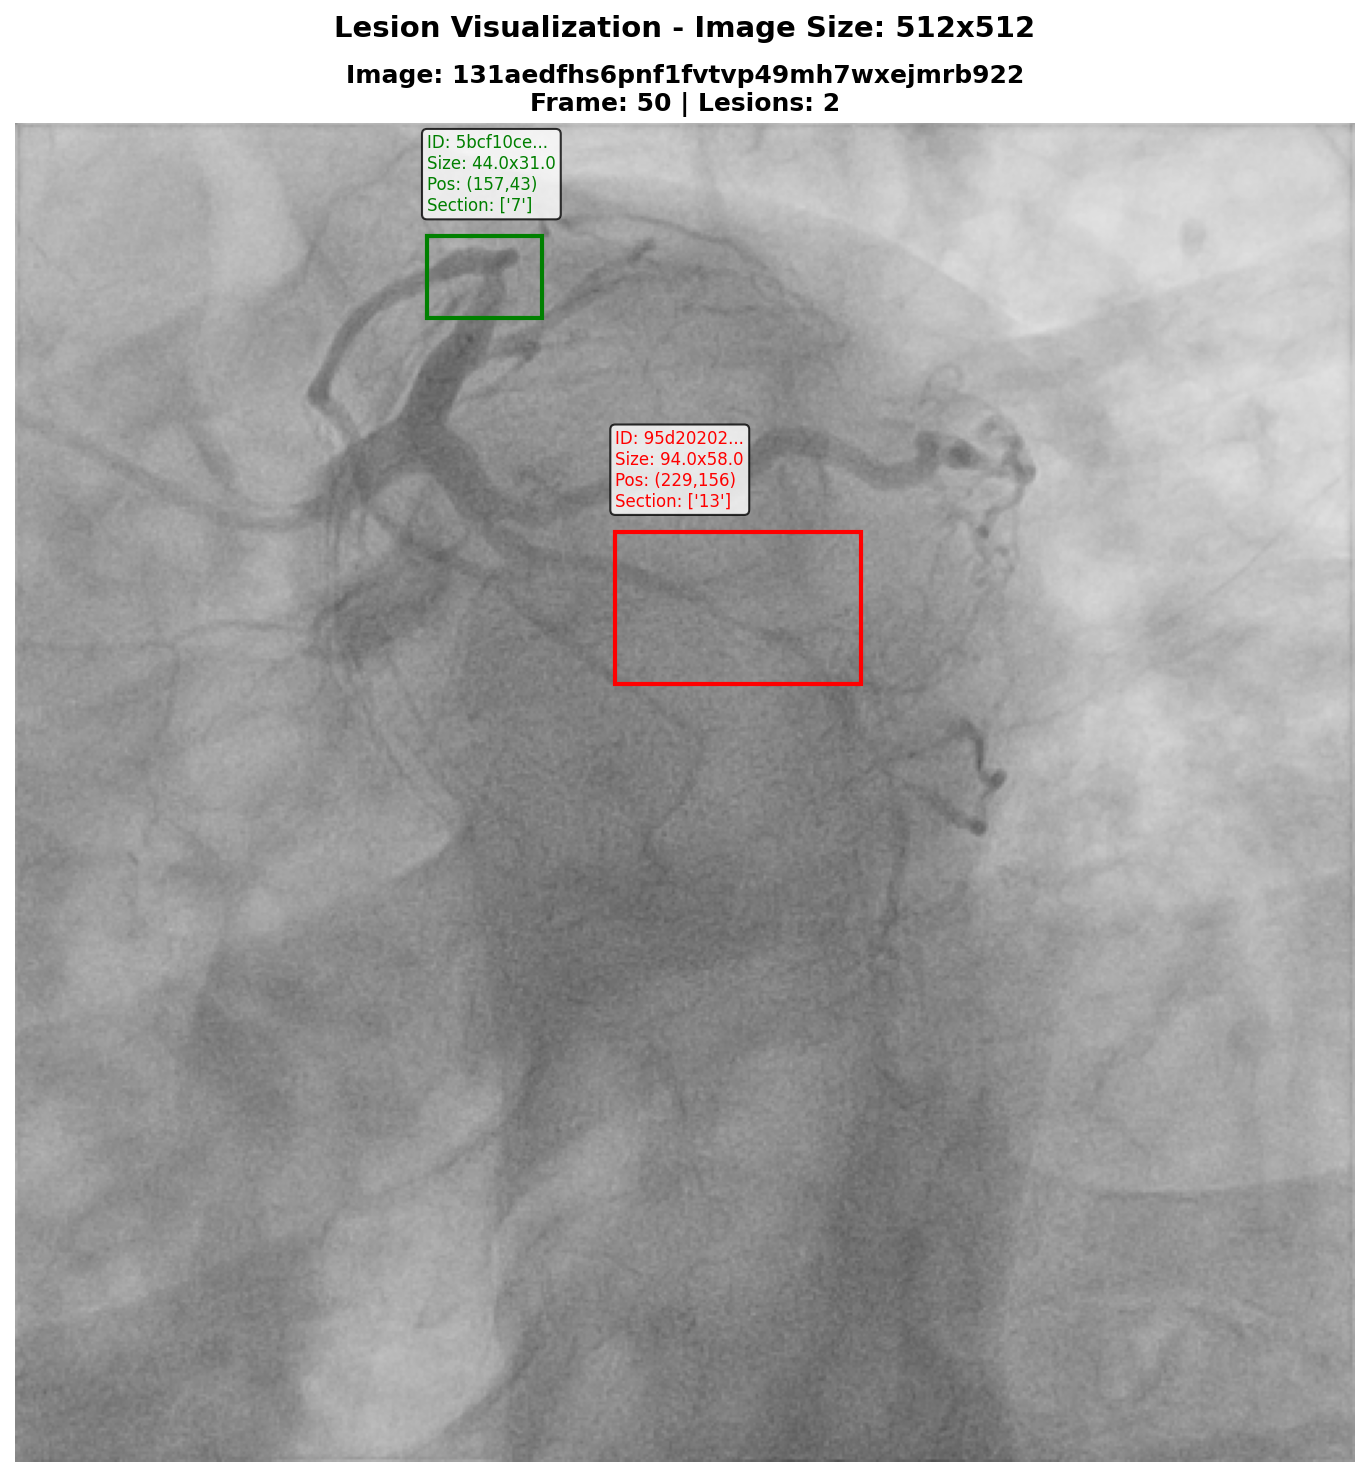 Lesion Visualization - Image Size: 512x512
Image: 131aedfhs6pnf1fvtvp49mh7wxejmrb922
Frame: 50 | Lesions: 2
ID: 5bcf10ce...
Size: 44.0x31.0
Pos: (157,43)
Section: ['7']
ID: 95d20202...
Size: 94.0x58.0
Pos: (229,156)
Section: ['13']